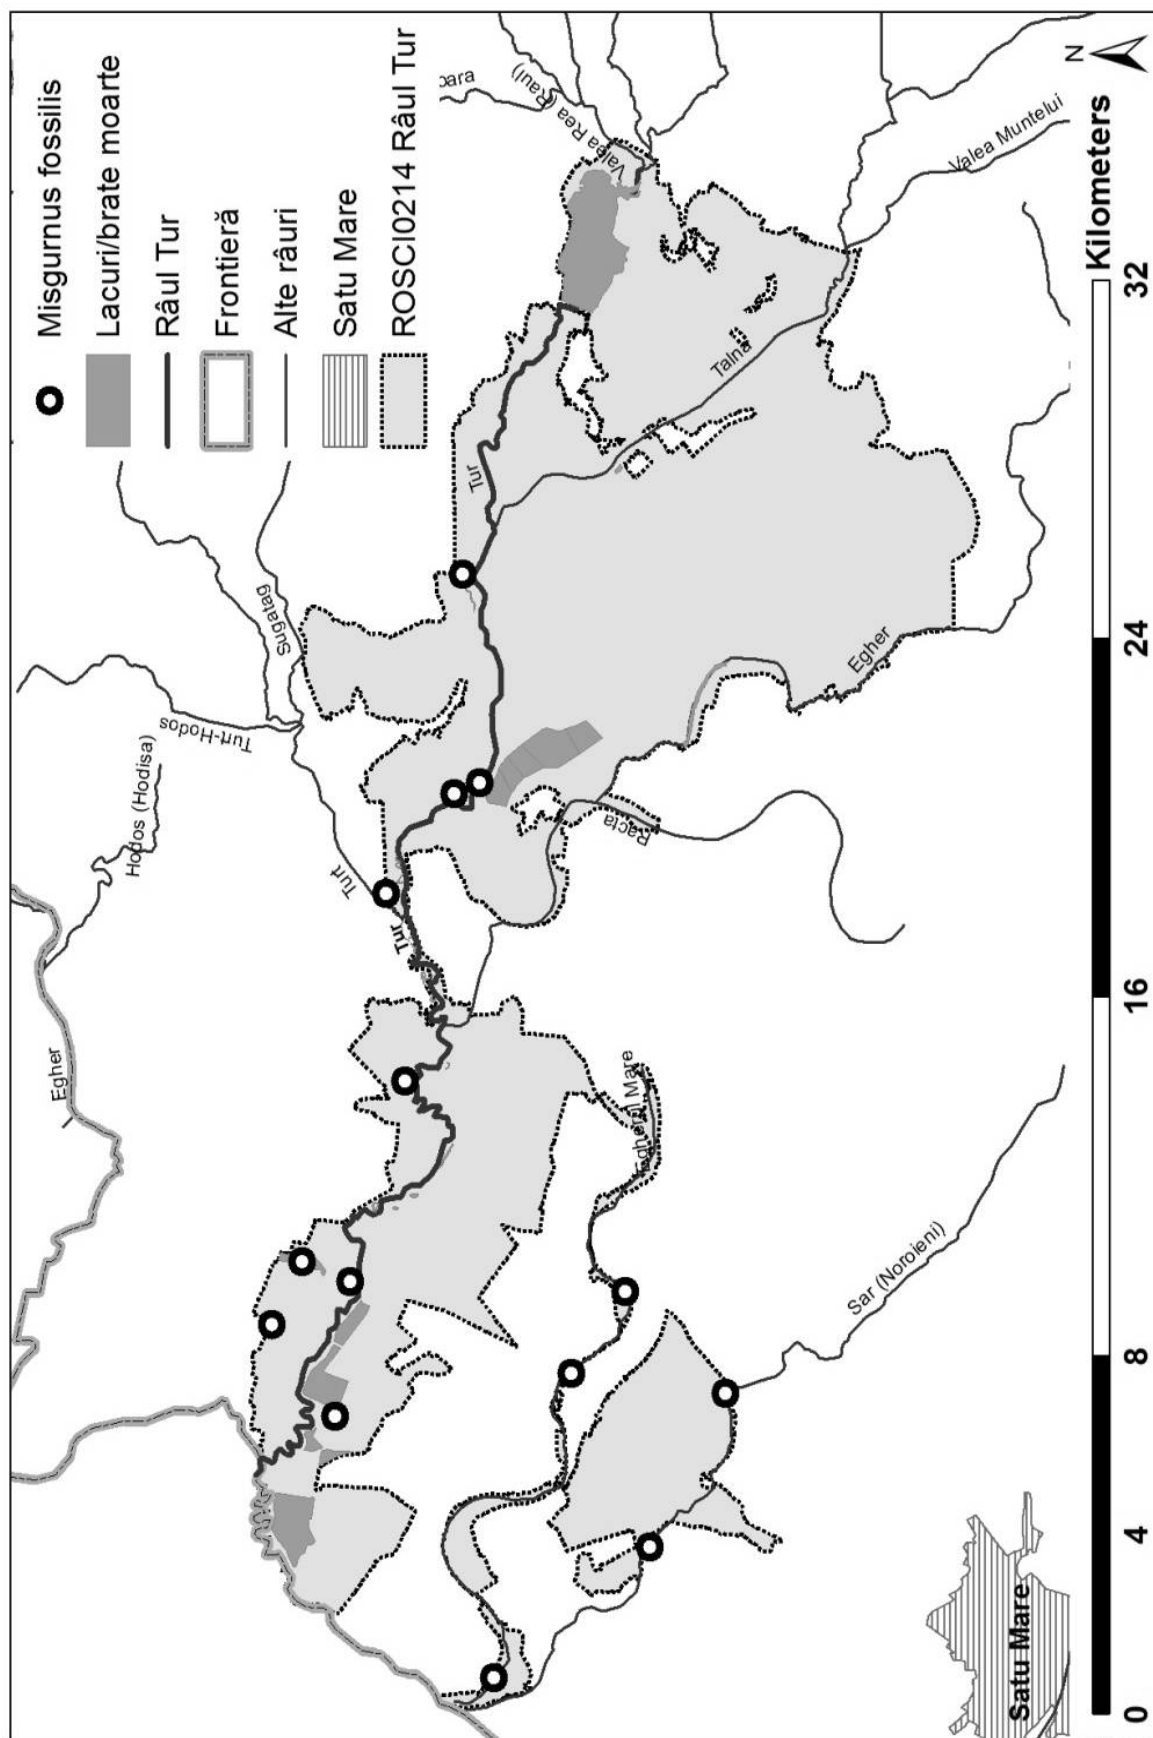 Misgurnus fossilis
Lacuri/brate moarte
Râul Tur
Frontieră
Alte râuri
Satu Mare
ROSCI0214 Râul Tur
Egher
Hodos (Hodisa)
Turt-Hodos
Sugatag
Turt
Tur
Tur
Valea Rea (Raul)
Talna
Valea Muntelui
Egher
Racta
Egherul Mare
Sar (Noroieni)
Satu Mare
N
0 4 8 16 24 32
Kilometers